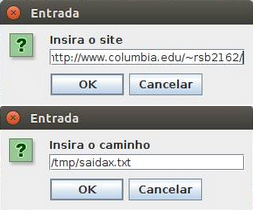 Entrada
Insira o site
http://www.columbia.edu/~rsb2162/
OK Cancelar
Entrada
Insira o caminho
/tmp/saidax.txt
OK Cancelar